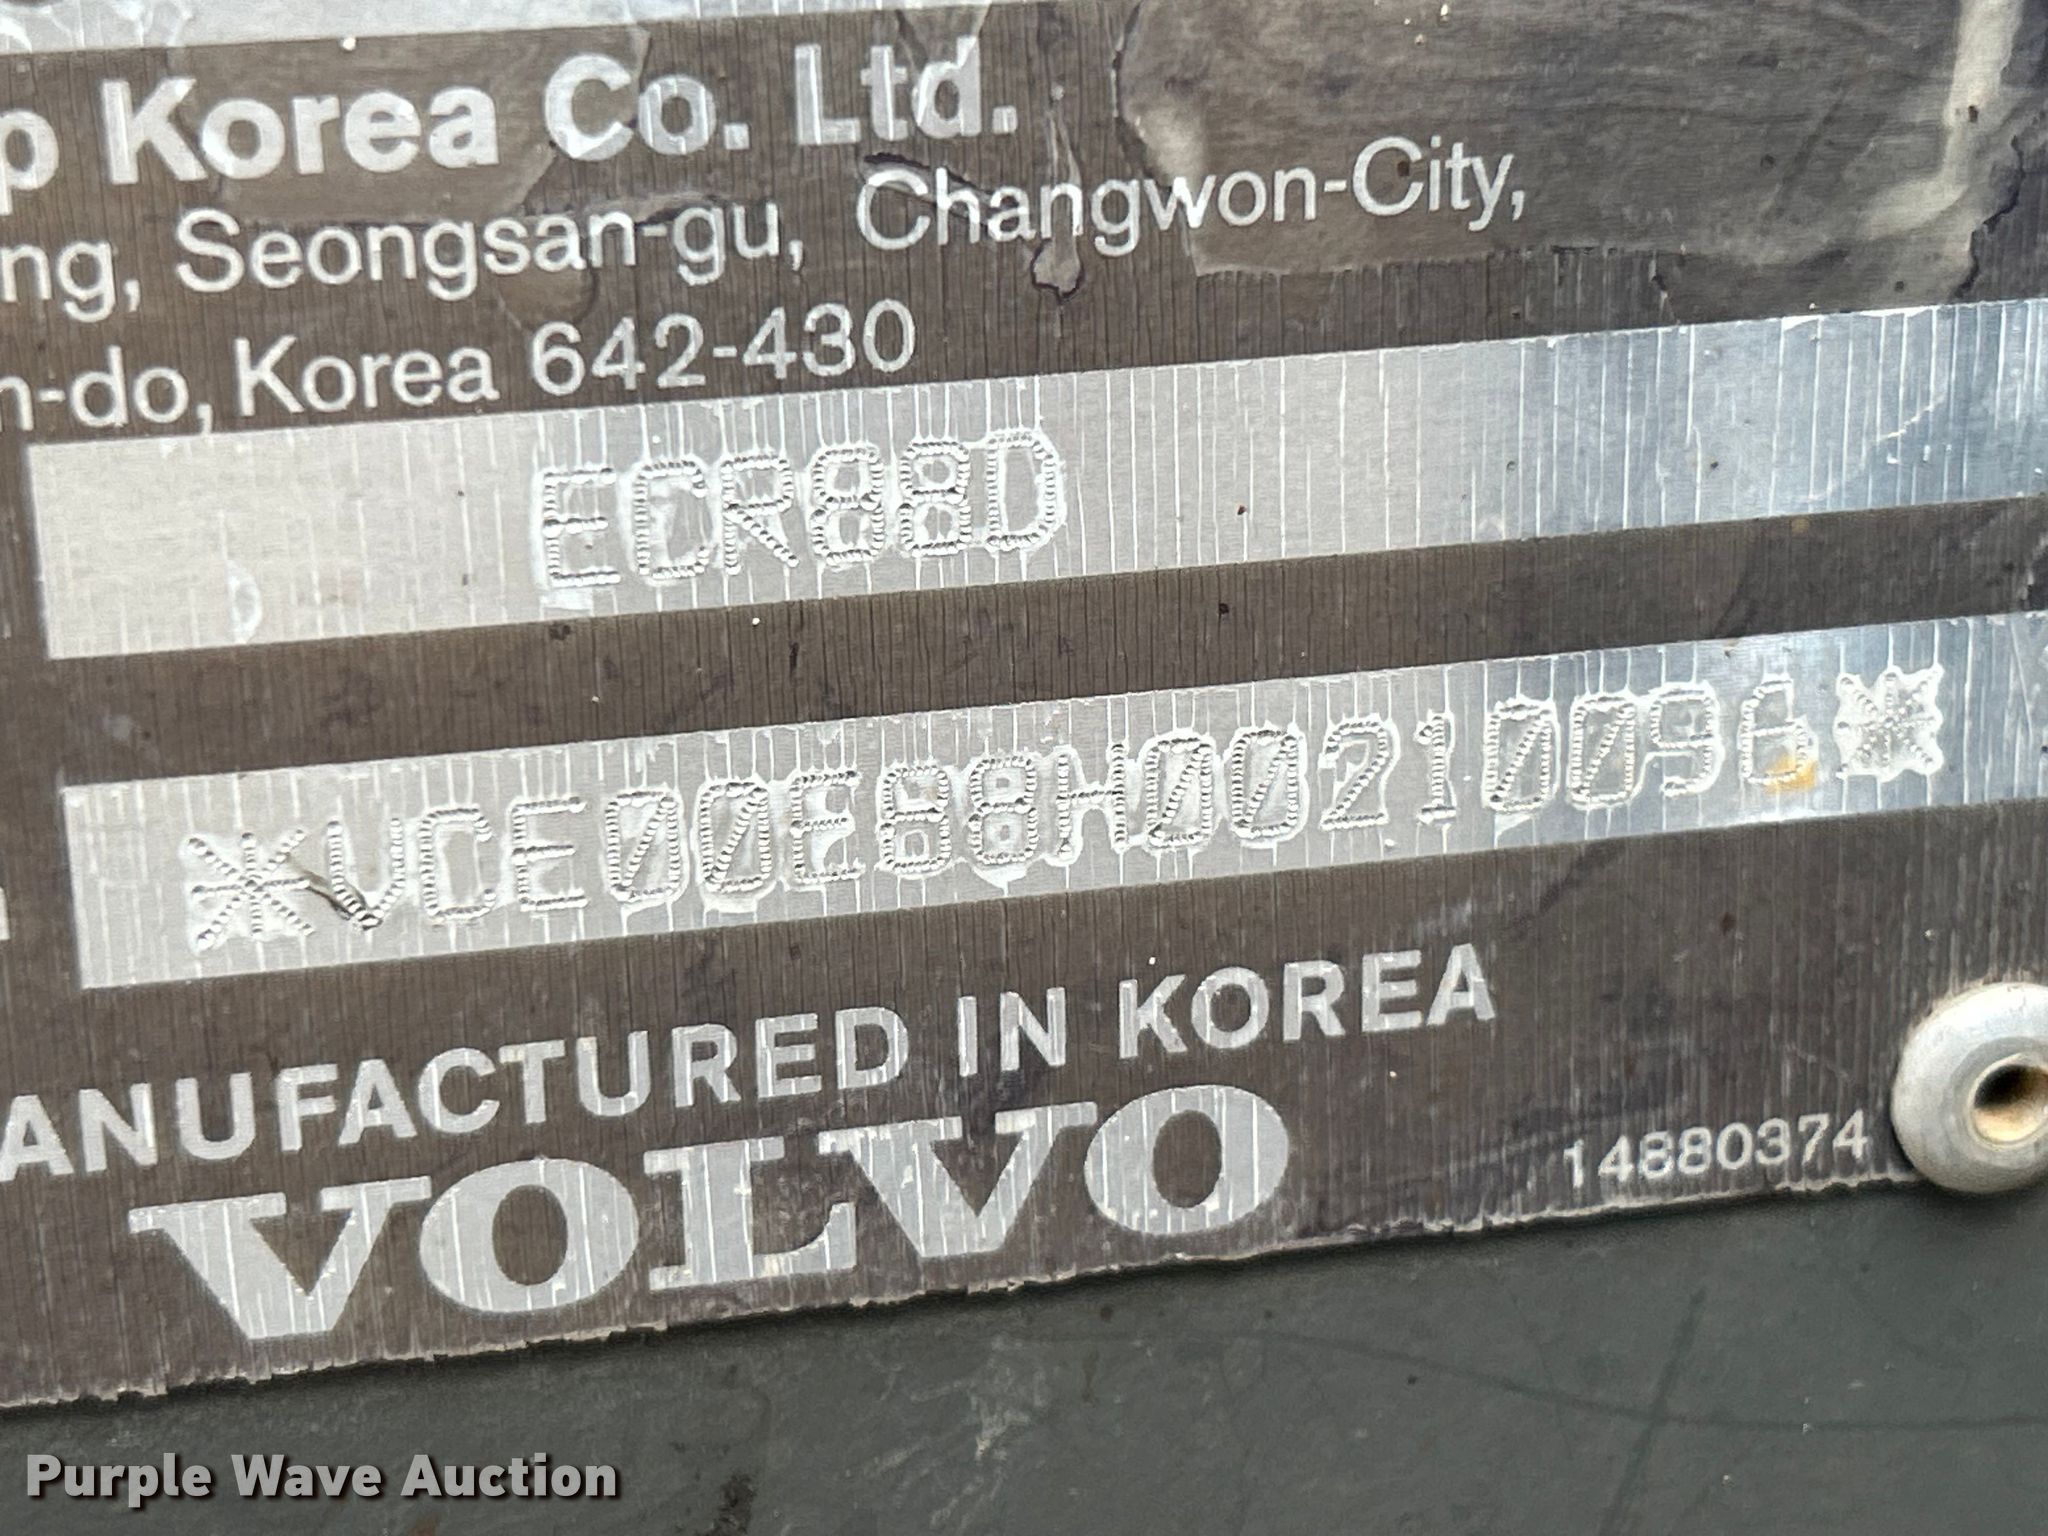 p Korea Co. Ltd.
ng, Seongsan-gu, Changwon-City,
n-do, Korea 642-430
ECR88D
*VCE00E88H00210096*
ANUFACTURED IN KOREA
VOLVO
14880374
Purple Wave Auction